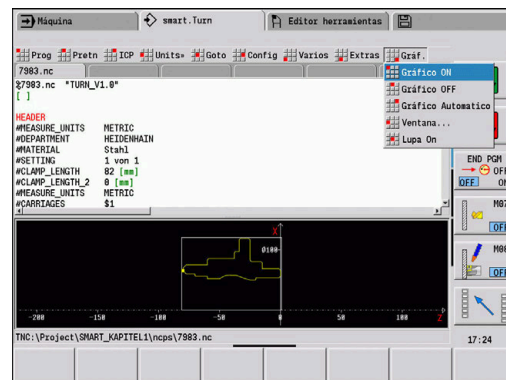 Máquina
smart.Turn
Editor herramientas
Prog Pretn ICP Units» Goto Config Varios Extras Gráf.
7983.nc
Gráfico ON
Gráfico OFF
Gráfico Automatico
Ventana...
Lupa On
%7983.nc "TURN_V1.0"
[ ]
HEADER
#MEASURE_UNITS METRIC
#DEPARTMENT HEIDENHAIN
#MATERIAL Stahl
#SETTING 1 von 1
#CLAMP_LENGTH 82 [mm]
#CLAMP_LENGTH_2 0 [mm]
#MEASURE_UNITS METRIC
#CARRIAGES $1
END PGM
OFF
OFF ON
M07
OFF
M08
OFF
X
Ø100
-200 -150 -100 -50 0 50 100 Z
TNC:\Project\SMART_KAPITEL1\ncps\7983.nc
17:24